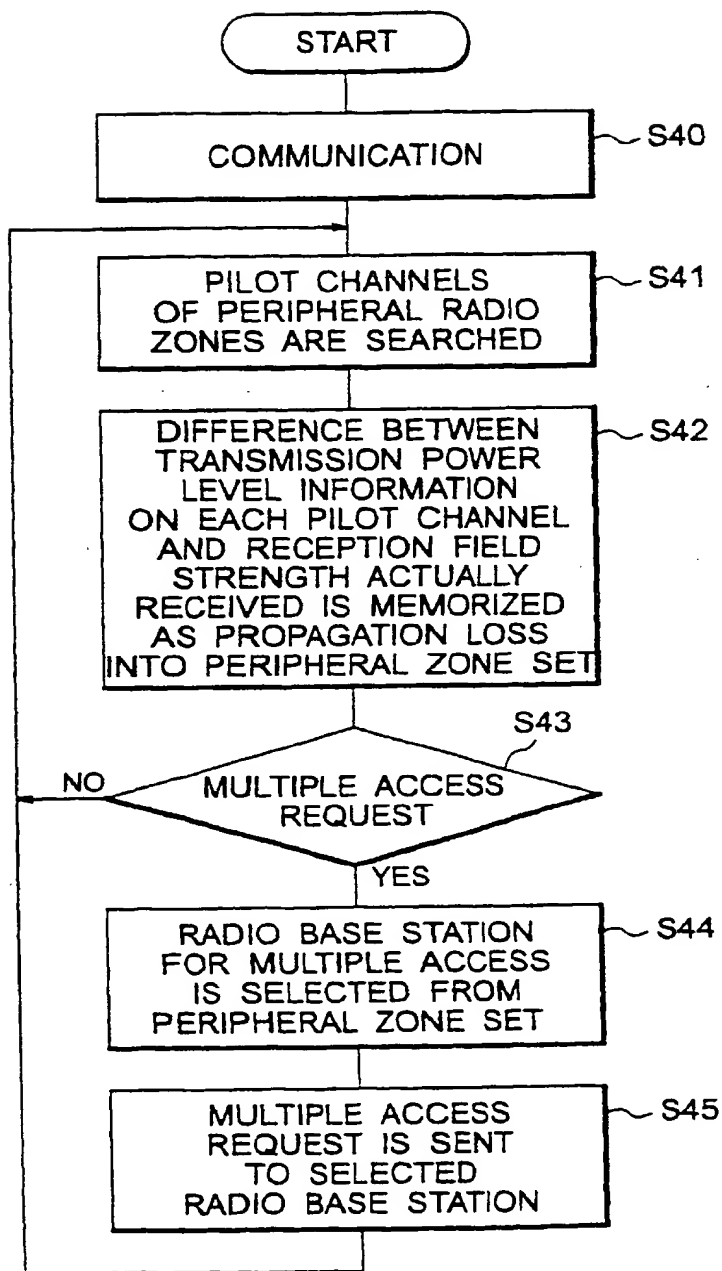 START
COMMUNICATION
S40
PILOT CHANNELS
OF PERIPHERAL RADIO
ZONES ARE SEARCHED
S41
DIFFERENCE BETWEEN
TRANSMISSION POWER
LEVEL INFORMATION
ON EACH PILOT CHANNEL
AND RECEPTION FIELD
STRENGTH ACTUALLY
RECEIVED IS MEMORIZED
AS PROPAGATION LOSS
INTO PERIPHERAL ZONE SET
S42
S43
NO
MULTIPLE ACCESS
REQUEST
YES
RADIO BASE STATION
FOR MULTIPLE ACCESS
IS SELECTED FROM
PERIPHERAL ZONE SET
S44
MULTIPLE ACCESS
REQUEST IS SENT
TO SELECTED
RADIO BASE STATION
S45